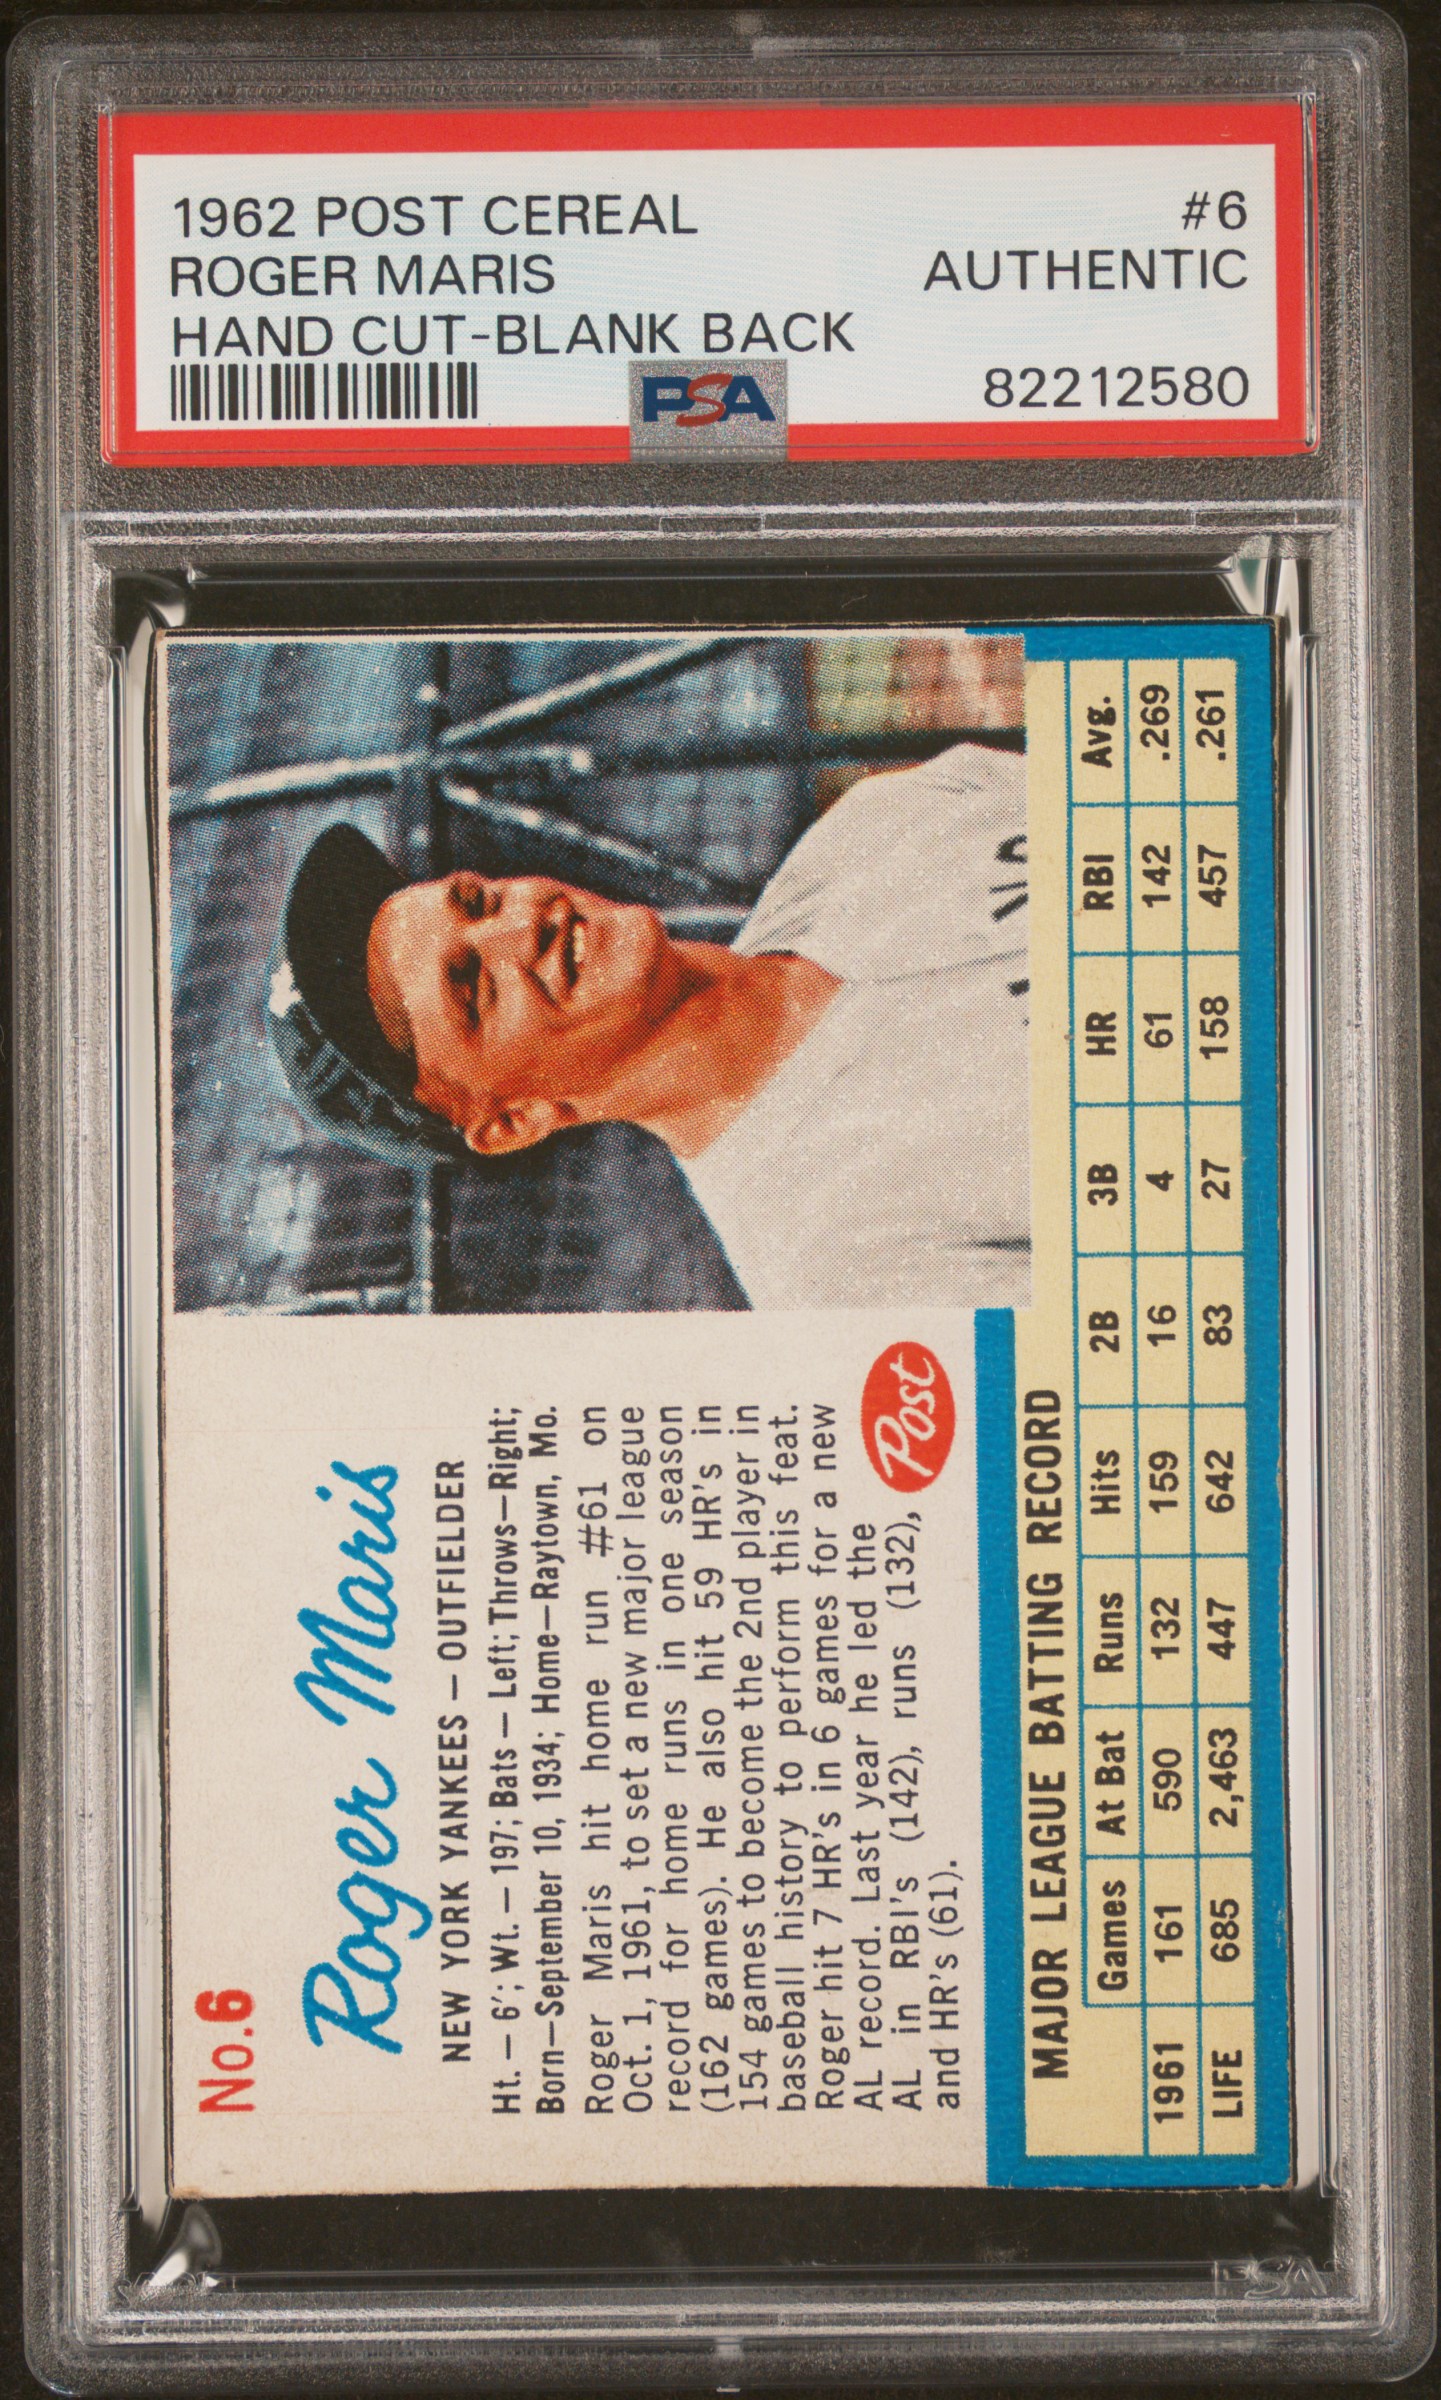 1962 POST CEREAL #6
ROGER MARIS AUTHENTIC
HAND CUT-BLANK BACK
PSA 82212580
No.6
Roger Maris
NEW YORK YANKEES — OUTFIELDER
Ht. — 6'; Wt. — 197; Bats — Left; Throws—Right;
Born—September 10, 1934; Home—Raytown, Mo.
Roger Maris hit home run #61 on
Oct. 1, 1961, to set a new major league
record for home runs in one season
(162 games). He also hit 59 HR's in
154 games to become the 2nd player in
baseball history to perform this feat.
Roger hit 7 HR's in 6 games for a new
AL record. Last year he led the
AL in RBI's (142), runs (132),
and HR's (61).
Post
MAJOR LEAGUE BATTING RECORD
Games At Bat Runs Hits 2B 3B HR RBI Avg.
1961 161 590 132 159 16 4 61 142 .269
LIFE 685 2,463 447 642 83 27 158 457 .261
PSA